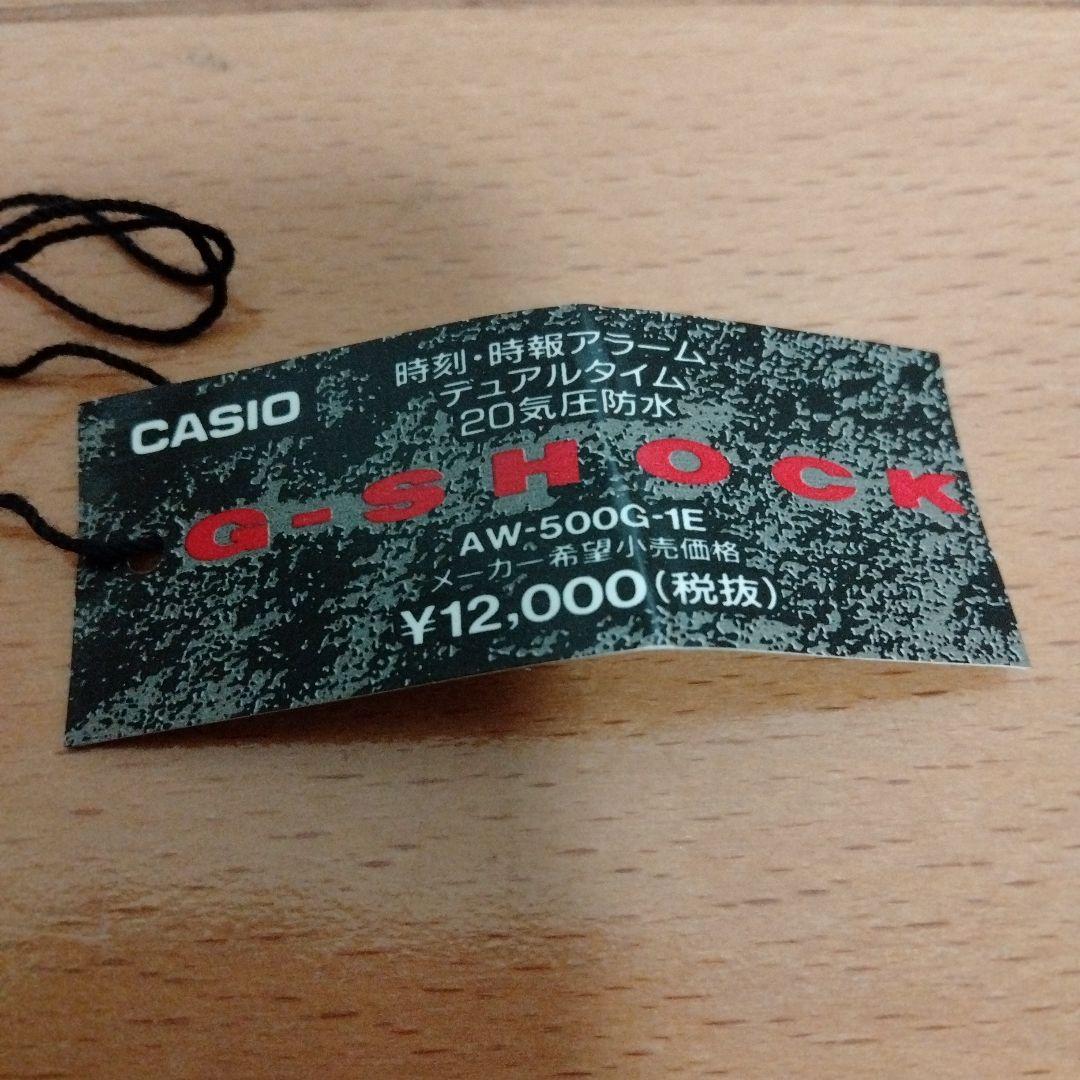 CASIO
時刻・時報アラーム
デュアルタイム
20気圧防水
G-SHOCK
AW-500G-1E
メーカー希望小売価格
¥12,000(税抜)